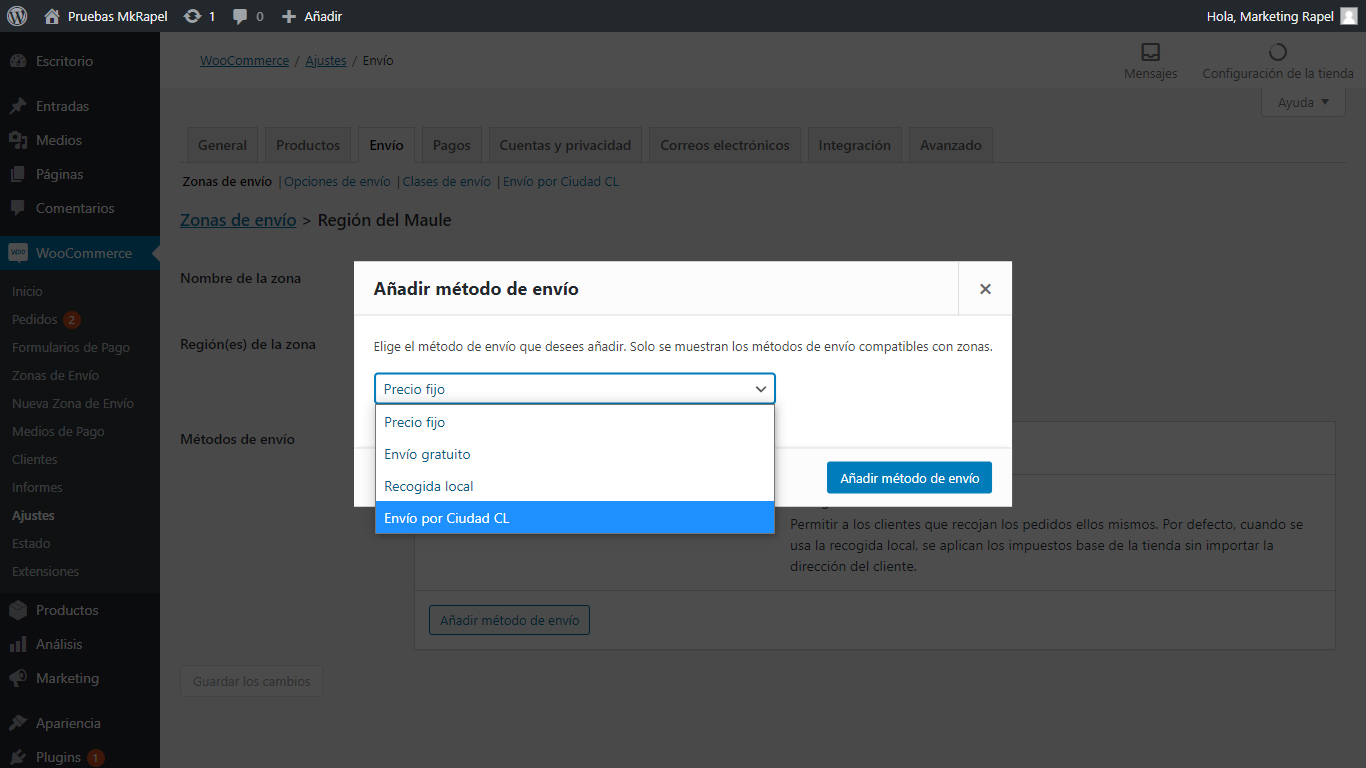 Pruebas MkRapel 1 0 Añadir Hola, Marketing Rapel
Escritorio
Entradas
Medios
Páginas
Comentarios
WooCommerce
Inicio
Pedidos 2
Formularios de Pago
Zonas de Envío
Nueva Zona de Envío
Medios de Pago
Clientes
Informes
Ajustes
Estado
Extensiones
Productos
Análisis
Marketing
Apariencia
Plugins 1
WooCommerce / Ajustes / Envío
Mensajes
Configuración de la tienda
Ayuda
General Productos Envío Pagos Cuentas y privacidad Correos electrónicos Integración Avanzado
Zonas de envío | Opciones de envío | Clases de envío | Envío por Ciudad CL
Zonas de envío > Región del Maule
Nombre de la zona
Región(es) de la zona
Métodos de envío
Añadir método de envío
Elige el método de envío que desees añadir. Solo se muestran los métodos de envío compatibles con zonas.
Precio fijo
Precio fijo
Envío gratuito
Recogida local
Envío por Ciudad CL
Añadir método de envío
Permitir a los clientes que recojan los pedidos ellos mismos. Por defecto, cuando se
usa la recogida local, se aplican los impuestos base de la tienda sin importar la
dirección del cliente.
Añadir método de envío
Guardar los cambios